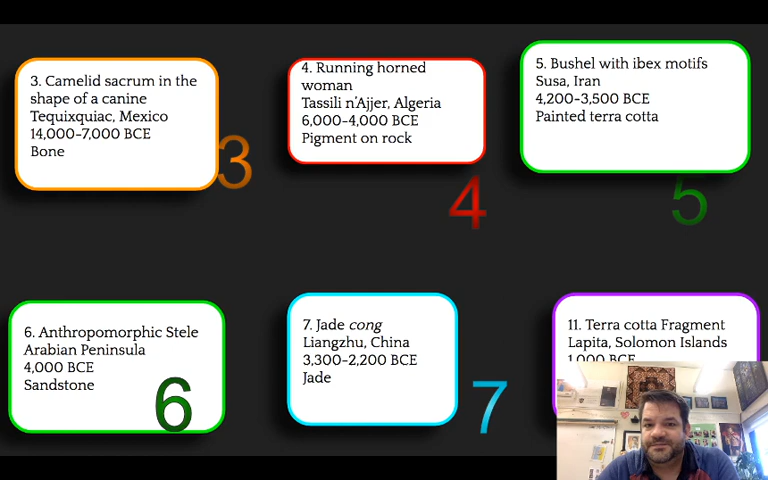 3. Camelid sacrum in the
shape of a canine
Tequixquiac, Mexico
14,000-7,000 BCE
Bone
3
4. Running horned
woman
Tassili n'Ajjer, Algeria
6,000-4,000 BCE
Pigment on rock
4
5. Bushel with ibex motifs
Susa, Iran
4,200-3,500 BCE
Painted terra cotta
5
6. Anthropomorphic Stele
Arabian Peninsula
4,000 BCE
Sandstone
6
7. Jade cong
Liangzhu, China
3,300-2,200 BCE
Jade
7
11. Terra cotta Fragment
Lapita, Solomon Islands
1,000 BCE